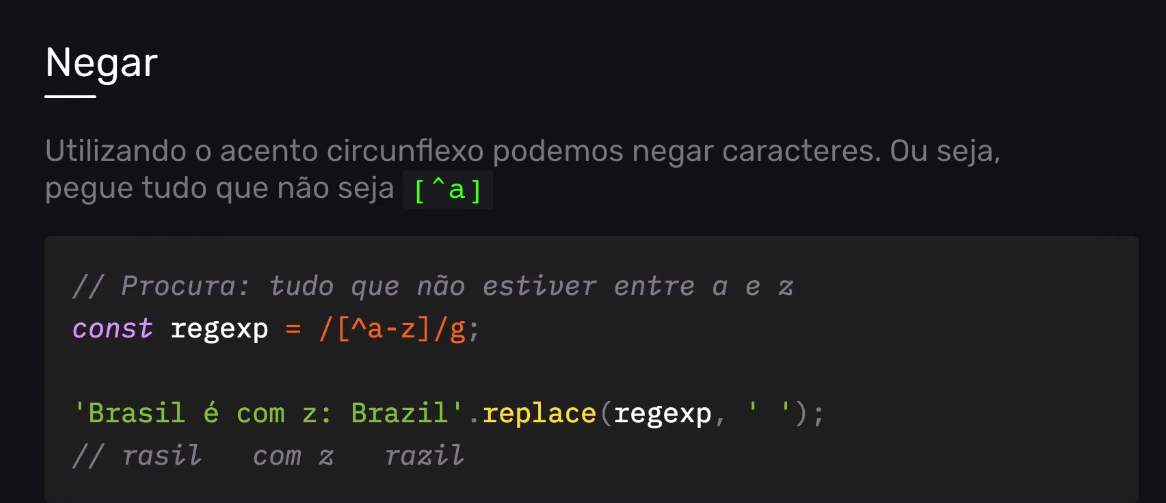 Negar
Utilizando o acento circunflexo podemos negar caracteres. Ou seja,
pegue tudo que não seja [^a]
// Procura: tudo que não estiver entre a e z
const regexp = /[^a-z]/g;
'Brasil é com z: Brazil'.replace(regexp, ' ');
// rasil   com z   razil